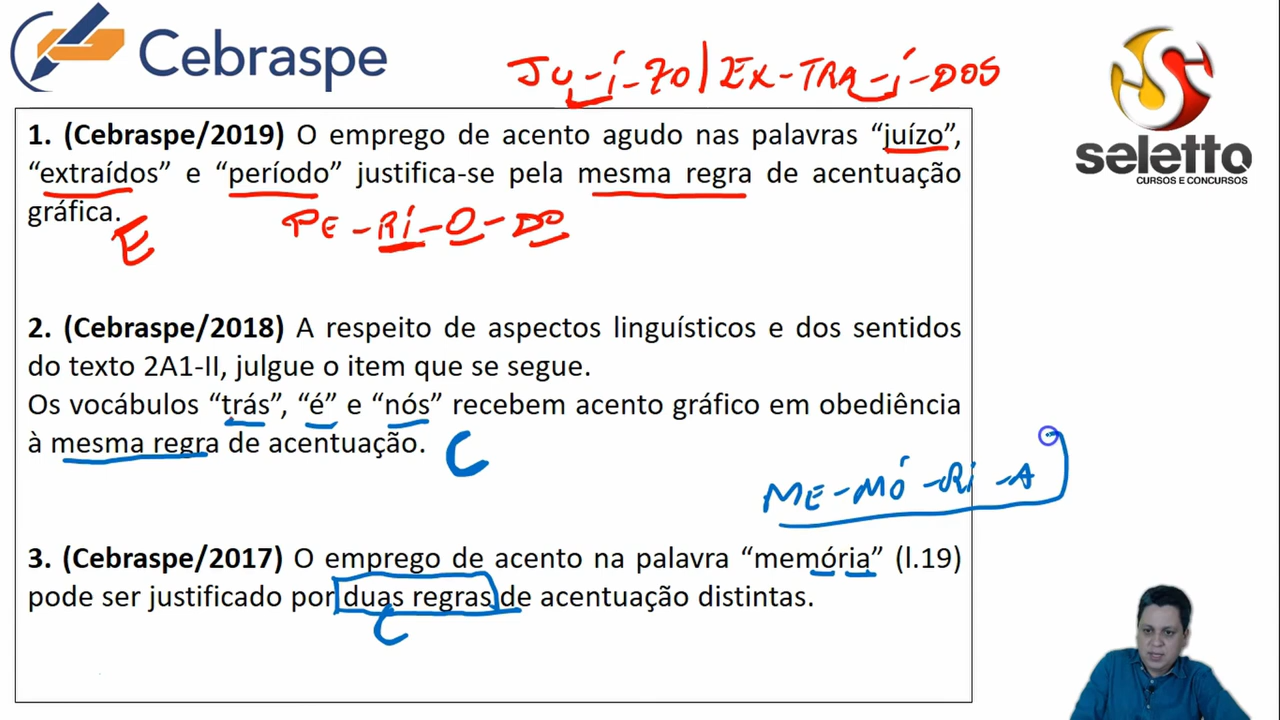 Cebraspe
JU-Í-ZO | EX-TRA-Í-DOS
seletto
CURSOS E CONCURSOS
1. (Cebraspe/2019) O emprego de acento agudo nas palavras “juízo”,
“extraídos” e “período” justifica-se pela mesma regra de acentuação
gráfica.
E
PE-RÍ-O-DO
2. (Cebraspe/2018) A respeito de aspectos linguísticos e dos sentidos
do texto 2A1-II, julgue o item que se segue.
Os vocábulos “trás”, “é” e “nós” recebem acento gráfico em obediência
à mesma regra de acentuação.
C
ME-MÓ-RI-A
3. (Cebraspe/2017) O emprego de acento na palavra “memória” (l.19)
pode ser justificado por duas regras de acentuação distintas.
C